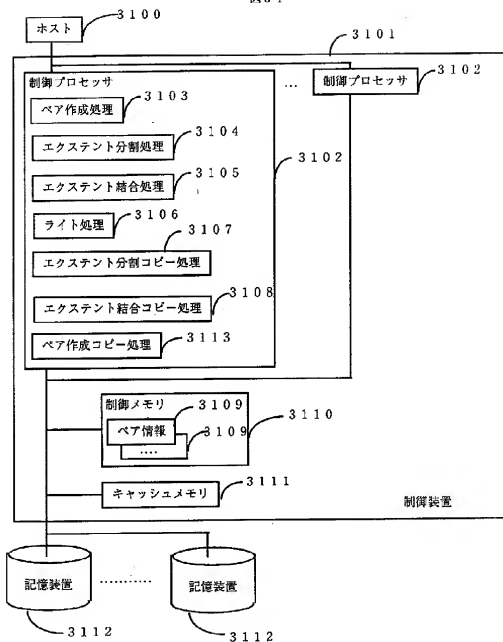 ホスト
3100
3101
制御プロセッサ
…
制御プロセッサ
3102
ペア作成処理
3103
エクステント分割処理
3104
3102
エクステント結合処理
3105
ライト処理
3106
3107
エクステント分割コピー処理
エクステント結合コピー処理
3108
ペア作成コピー処理
3113
制御メモリ
3109
3110
ペア情報
3109
....
キャッシュメモリ
3111
制御装置
記憶装置
………
記憶装置
3112
3112